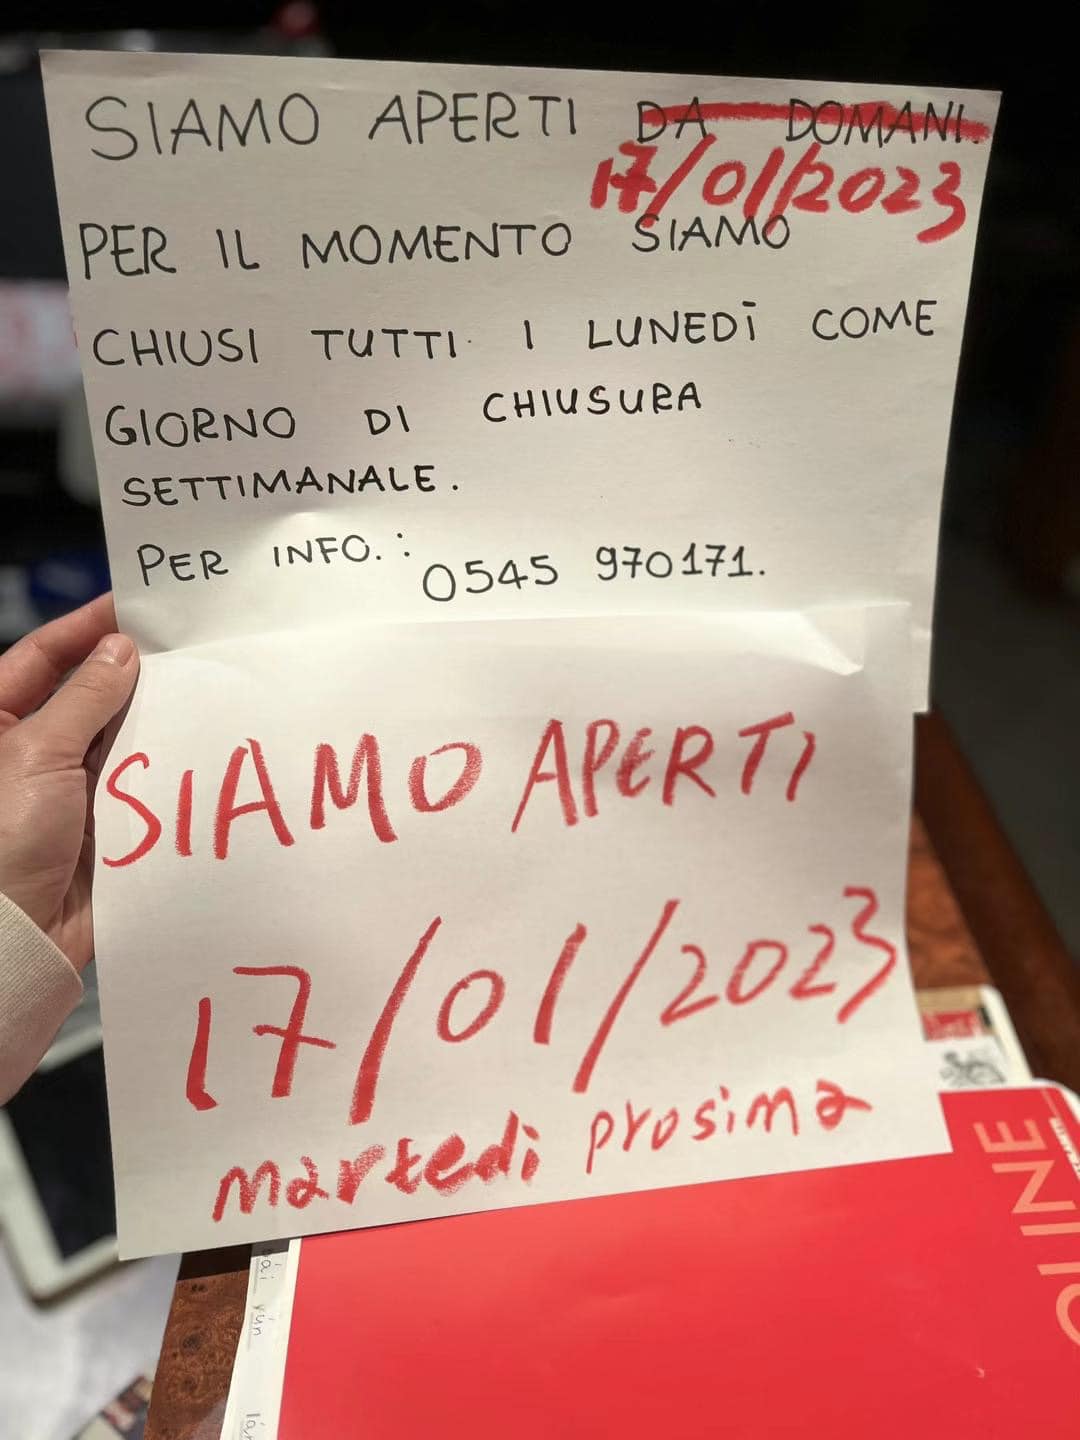 SIAMO APERTI DA DOMANI.
17/01/2023
PER IL MOMENTO SIAMO
CHIUSI TUTTI I LUNEDÌ COME
GIORNO DI CHIUSURA
SETTIMANALE.
PER INFO.: 0545 970171.
SIAMO APERTI
17/01/2023
martedì prosima